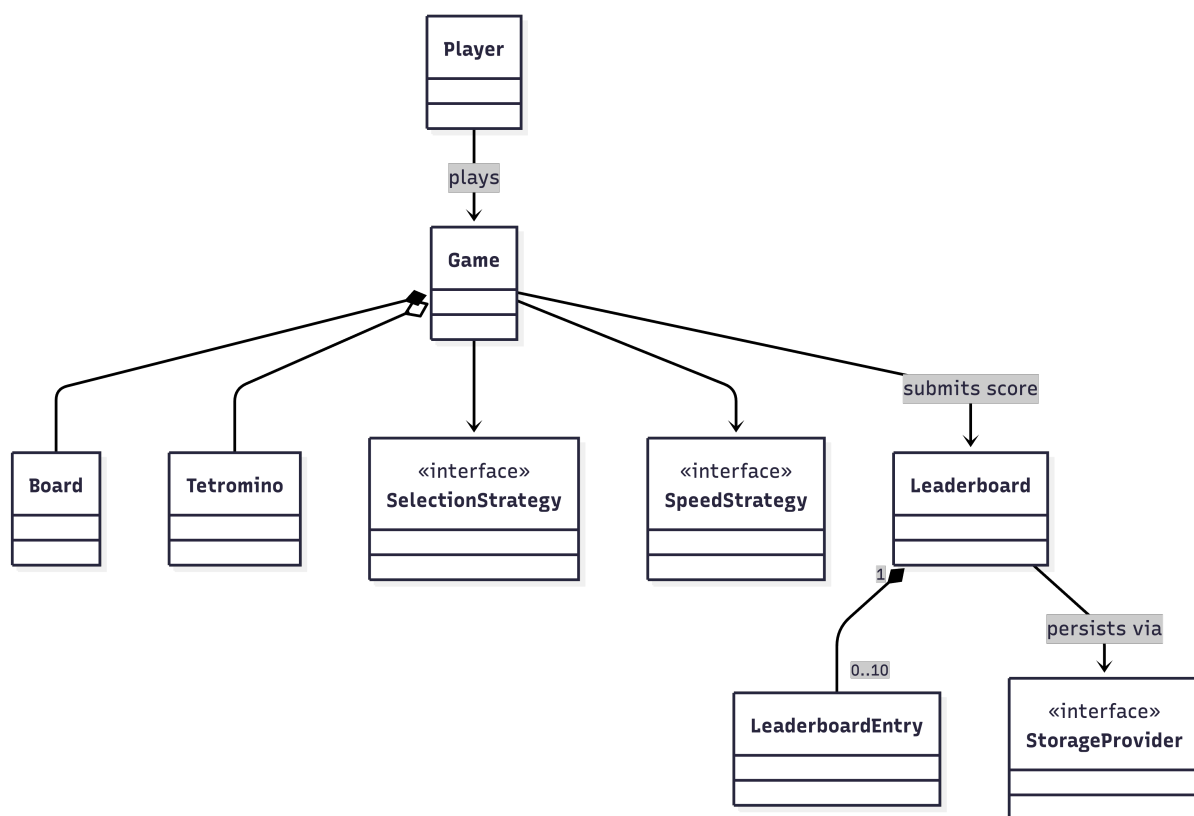 Player
plays
Game
submits score
Board
Tetromino
«interface»
SelectionStrategy
«interface»
SpeedStrategy
Leaderboard
1
0..10
persists via
LeaderboardEntry
«interface»
StorageProvider